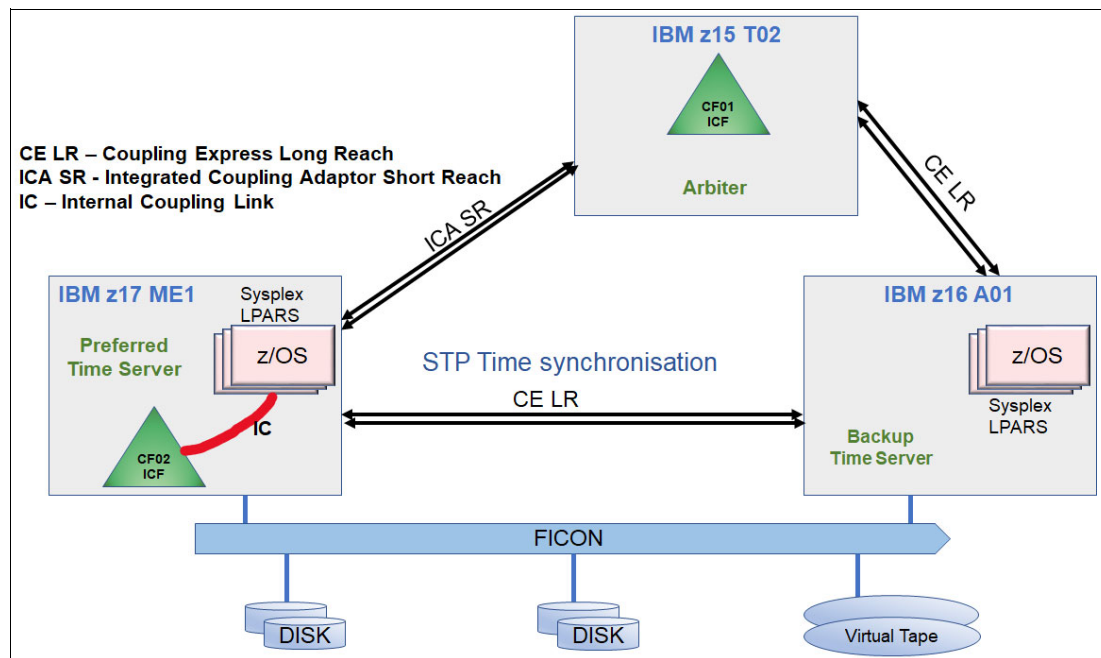 IBM z15 T02
CF01
ICF
Arbiter
CE LR – Coupling Express Long Reach
ICA SR - Integrated Coupling Adaptor Short Reach
IC – Internal Coupling Link
ICA SR
CE LR
IBM z17 ME1
Sysplex
LPARS
z/OS
Preferred
Time Server
IC
CF02
ICF
STP Time synchronisation
CE LR
IBM z16 A01
z/OS
Sysplex
LPARS
Backup
Time Server
FICON
DISK
DISK
Virtual Tape